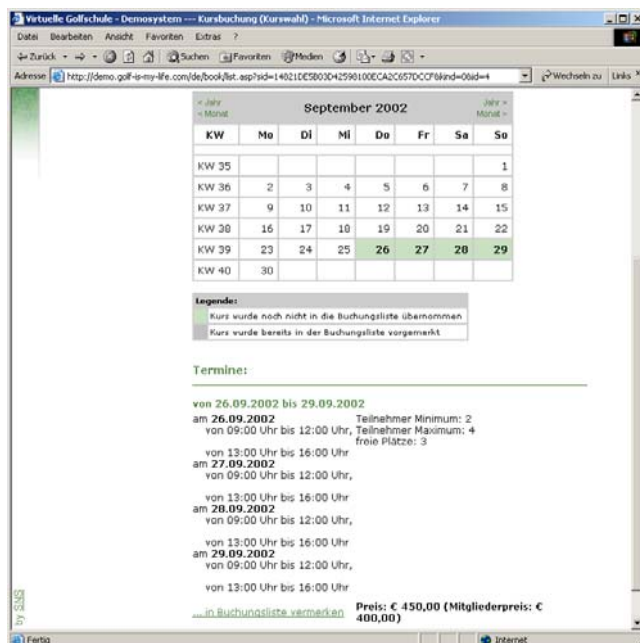 Virtuelle Golfschule - Demosystem --- Kursbuchung (Kurswahl) - Microsoft Internet Explorer
Datei Bearbeiten Ansicht Favoriten Extras ?
Zurück Suchen Favoriten Medien
Adresse http://demo.golf-is-my-life.com/de/book/list.asp? Wechseln zu Links
« Jahr September 2002 Jahr »
« Monat Monat »
KW Mo Di Mi Do Fr Sa So
KW 35 1
KW 36 2 3 4 5 6 7 8
KW 37 9 10 11 12 13 14 15
KW 38 16 17 18 19 20 21 22
KW 39 23 24 25 26 27 28 29
KW 40 30
Legende:
Kurs wurde noch nicht in die Buchungsliste übernommen
Kurs wurde bereits in der Buchungsliste vorgemerkt
Termine:
von 26.09.2002 bis 29.09.2002
am 26.09.2002 Teilnehmer Minimum: 2
von 09:00 Uhr bis 12:00 Uhr, Teilnehmer Maximum: 4
freie Plätze: 3
von 13:00 Uhr bis 16:00 Uhr
am 27.09.2002
von 09:00 Uhr bis 12:00 Uhr,
von 13:00 Uhr bis 16:00 Uhr
am 28.09.2002
von 09:00 Uhr bis 12:00 Uhr,
von 13:00 Uhr bis 16:00 Uhr
am 29.09.2002
von 09:00 Uhr bis 12:00 Uhr,
von 13:00 Uhr bis 16:00 Uhr
... in Buchungsliste vermerken Preis: € 450,00 (Mitgliederpreis: €
400,00)
by SNS
Fertig Internet